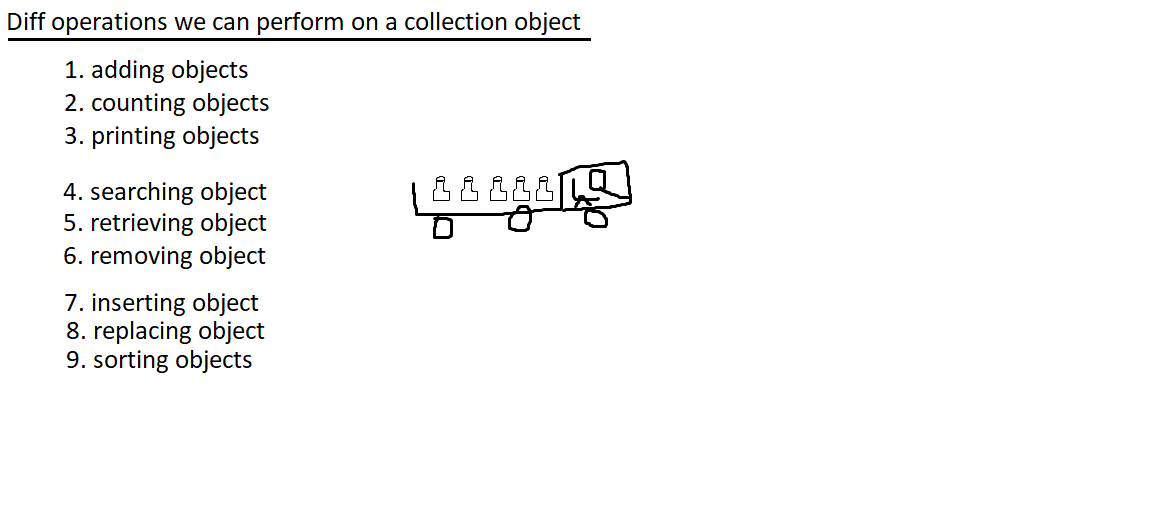 Diff operations we can perform on a collection object
1. adding objects
2. counting objects
3. printing objects
4. searching object
5. retrieving object
6. removing object
7. inserting object
8. replacing object
9. sorting objects